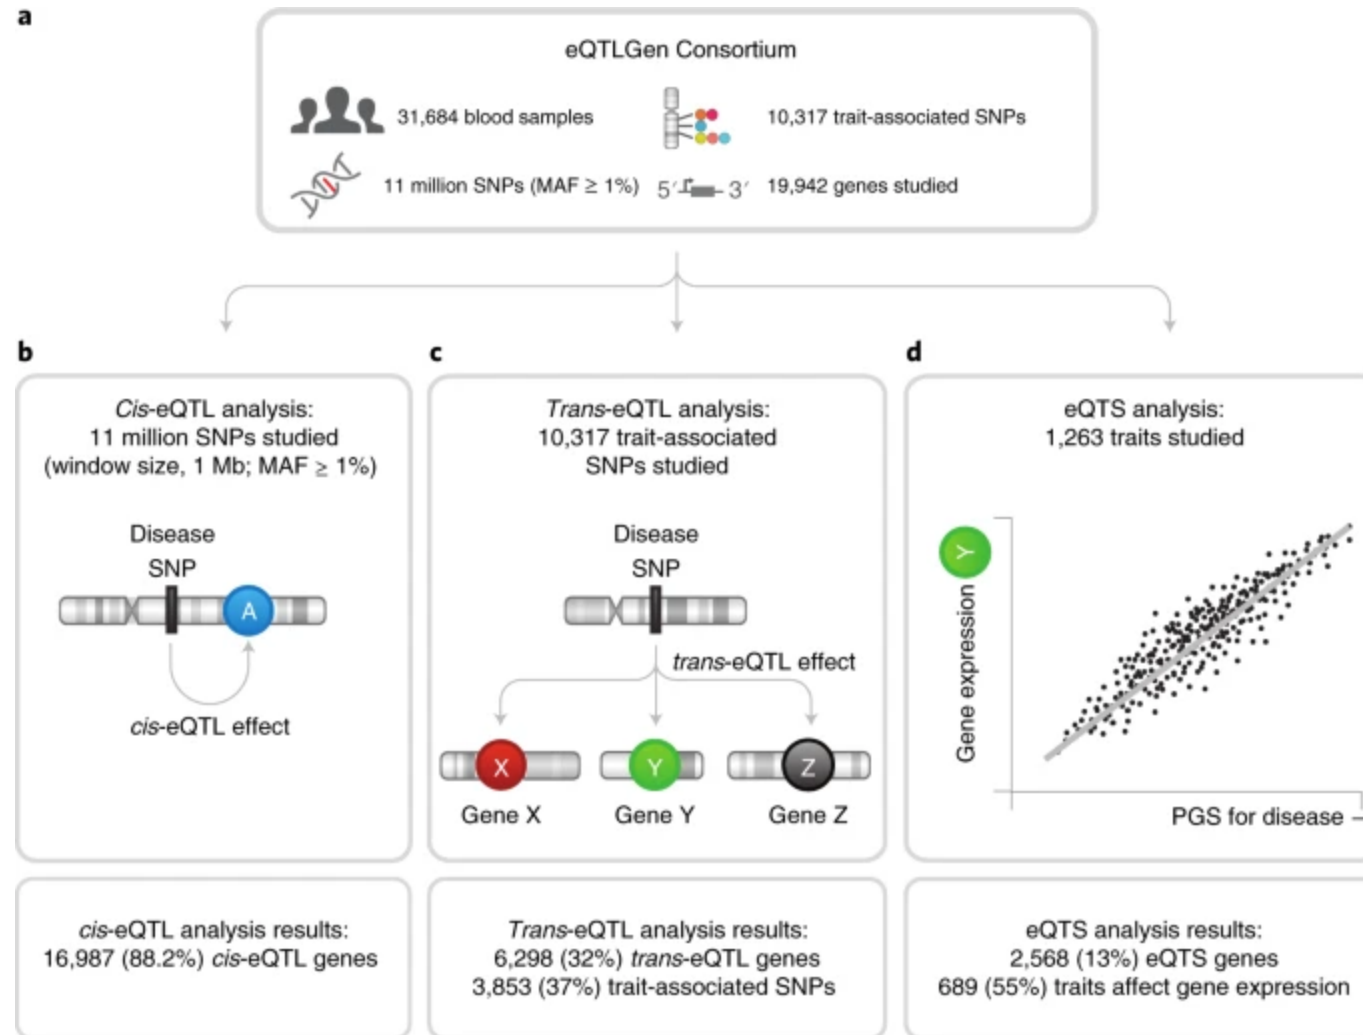 a
eQTLGen Consortium
31,684 blood samples
10,317 trait-associated SNPs
11 million SNPs (MAF ≥ 1%)
5′ 3′
19,942 genes studied
b
Cis-eQTL analysis:
11 million SNPs studied
(window size, 1 Mb; MAF ≥ 1%)
Disease
SNP
A
cis-eQTL effect
cis-eQTL analysis results:
16,987 (88.2%) cis-eQTL genes
c
Trans-eQTL analysis:
10,317 trait-associated
SNPs studied
Disease
SNP
trans-eQTL effect
X
Y
Z
Gene X
Gene Y
Gene Z
Trans-eQTL analysis results:
6,298 (32%) trans-eQTL genes
3,853 (37%) trait-associated SNPs
d
eQTS analysis:
1,263 traits studied
Y
Gene expression
PGS for disease
eQTS analysis results:
2,568 (13%) eQTS genes
689 (55%) traits affect gene expression